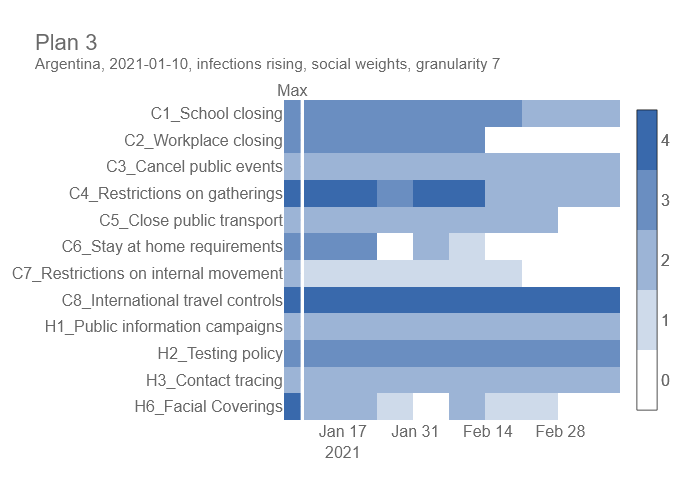 Plan 3
Argentina, 2021-01-10, infections rising, social weights, granularity 7
Max
C1_School closing
C2_Workplace closing
C3_Cancel public events
C4_Restrictions on gatherings
C5_Close public transport
C6_Stay at home requirements
C7_Restrictions on internal movement
C8_International travel controls
H1_Public information campaigns
H2_Testing policy
H3_Contact tracing
H6_Facial Coverings
4
3
2
1
0
Jan 17 Jan 31 Feb 14 Feb 28
2021